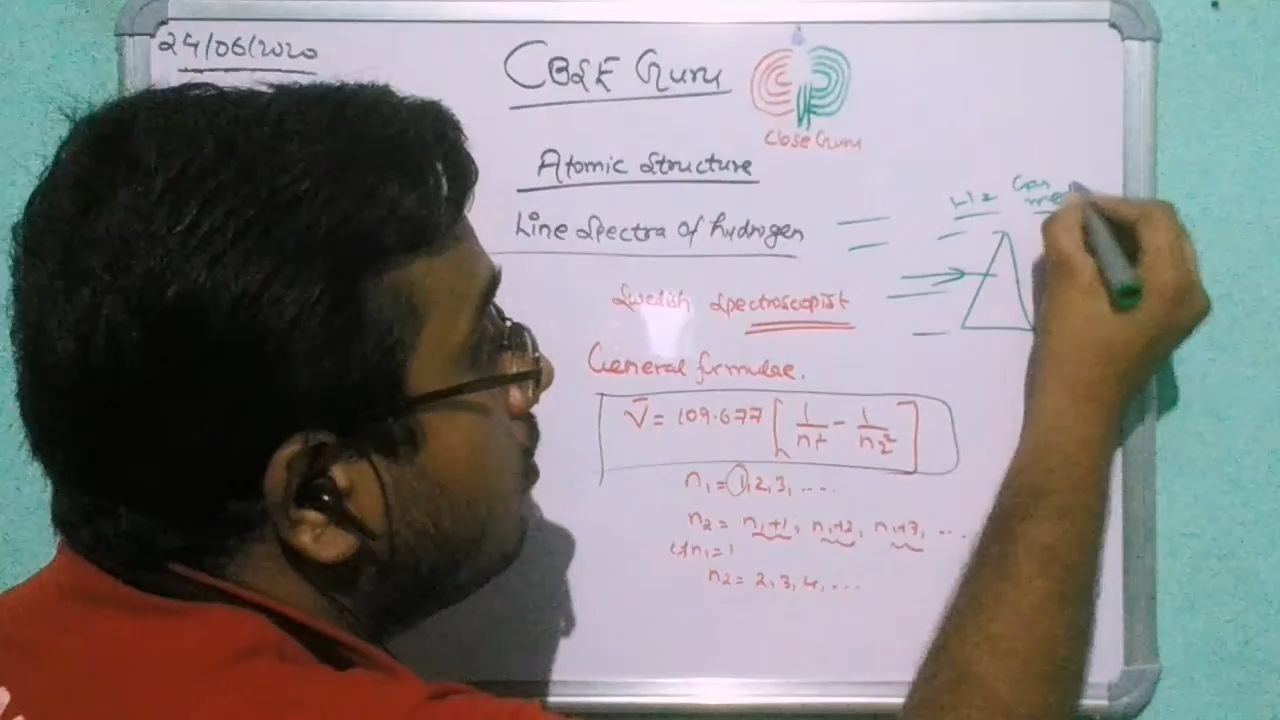 24/06/2020
CBSE Guru
Close Guru
Atomic Structure
Line Spectra of hydrogen
Swedish Spectroscopist
General formulae.
V̄ = 109.677 [ 1/n₁² - 1/n₂² ]
n₁ = 1, 2, 3, ....
n₂ = n₁+1, n₁+2, n₁+3, ...
n₁=1
n₂ = 2, 3, 4, ...